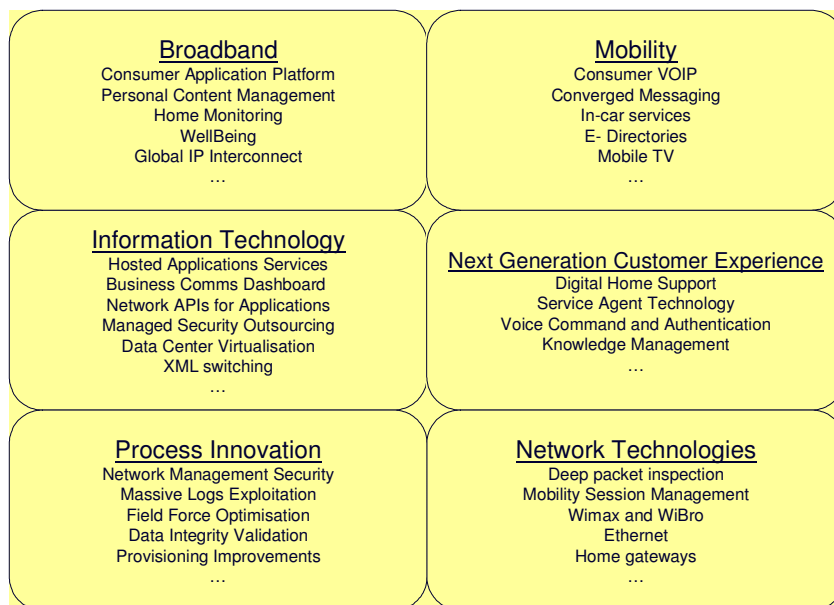 Broadband
Consumer Application Platform
Personal Content Management
Home Monitoring
WellBeing
Global IP Interconnect
…
Mobility
Consumer VOIP
Converged Messaging
In-car services
E- Directories
Mobile TV
…
Information Technology
Hosted Applications Services
Business Comms Dashboard
Network APIs for Applications
Managed Security Outsourcing
Data Center Virtualisation
XML switching
…
Next Generation Customer Experience
Digital Home Support
Service Agent Technology
Voice Command and Authentication
Knowledge Management
…
Process Innovation
Network Management Security
Massive Logs Exploitation
Field Force Optimisation
Data Integrity Validation
Provisioning Improvements
…
Network Technologies
Deep packet inspection
Mobility Session Management
Wimax and WiBro
Ethernet
Home gateways
…